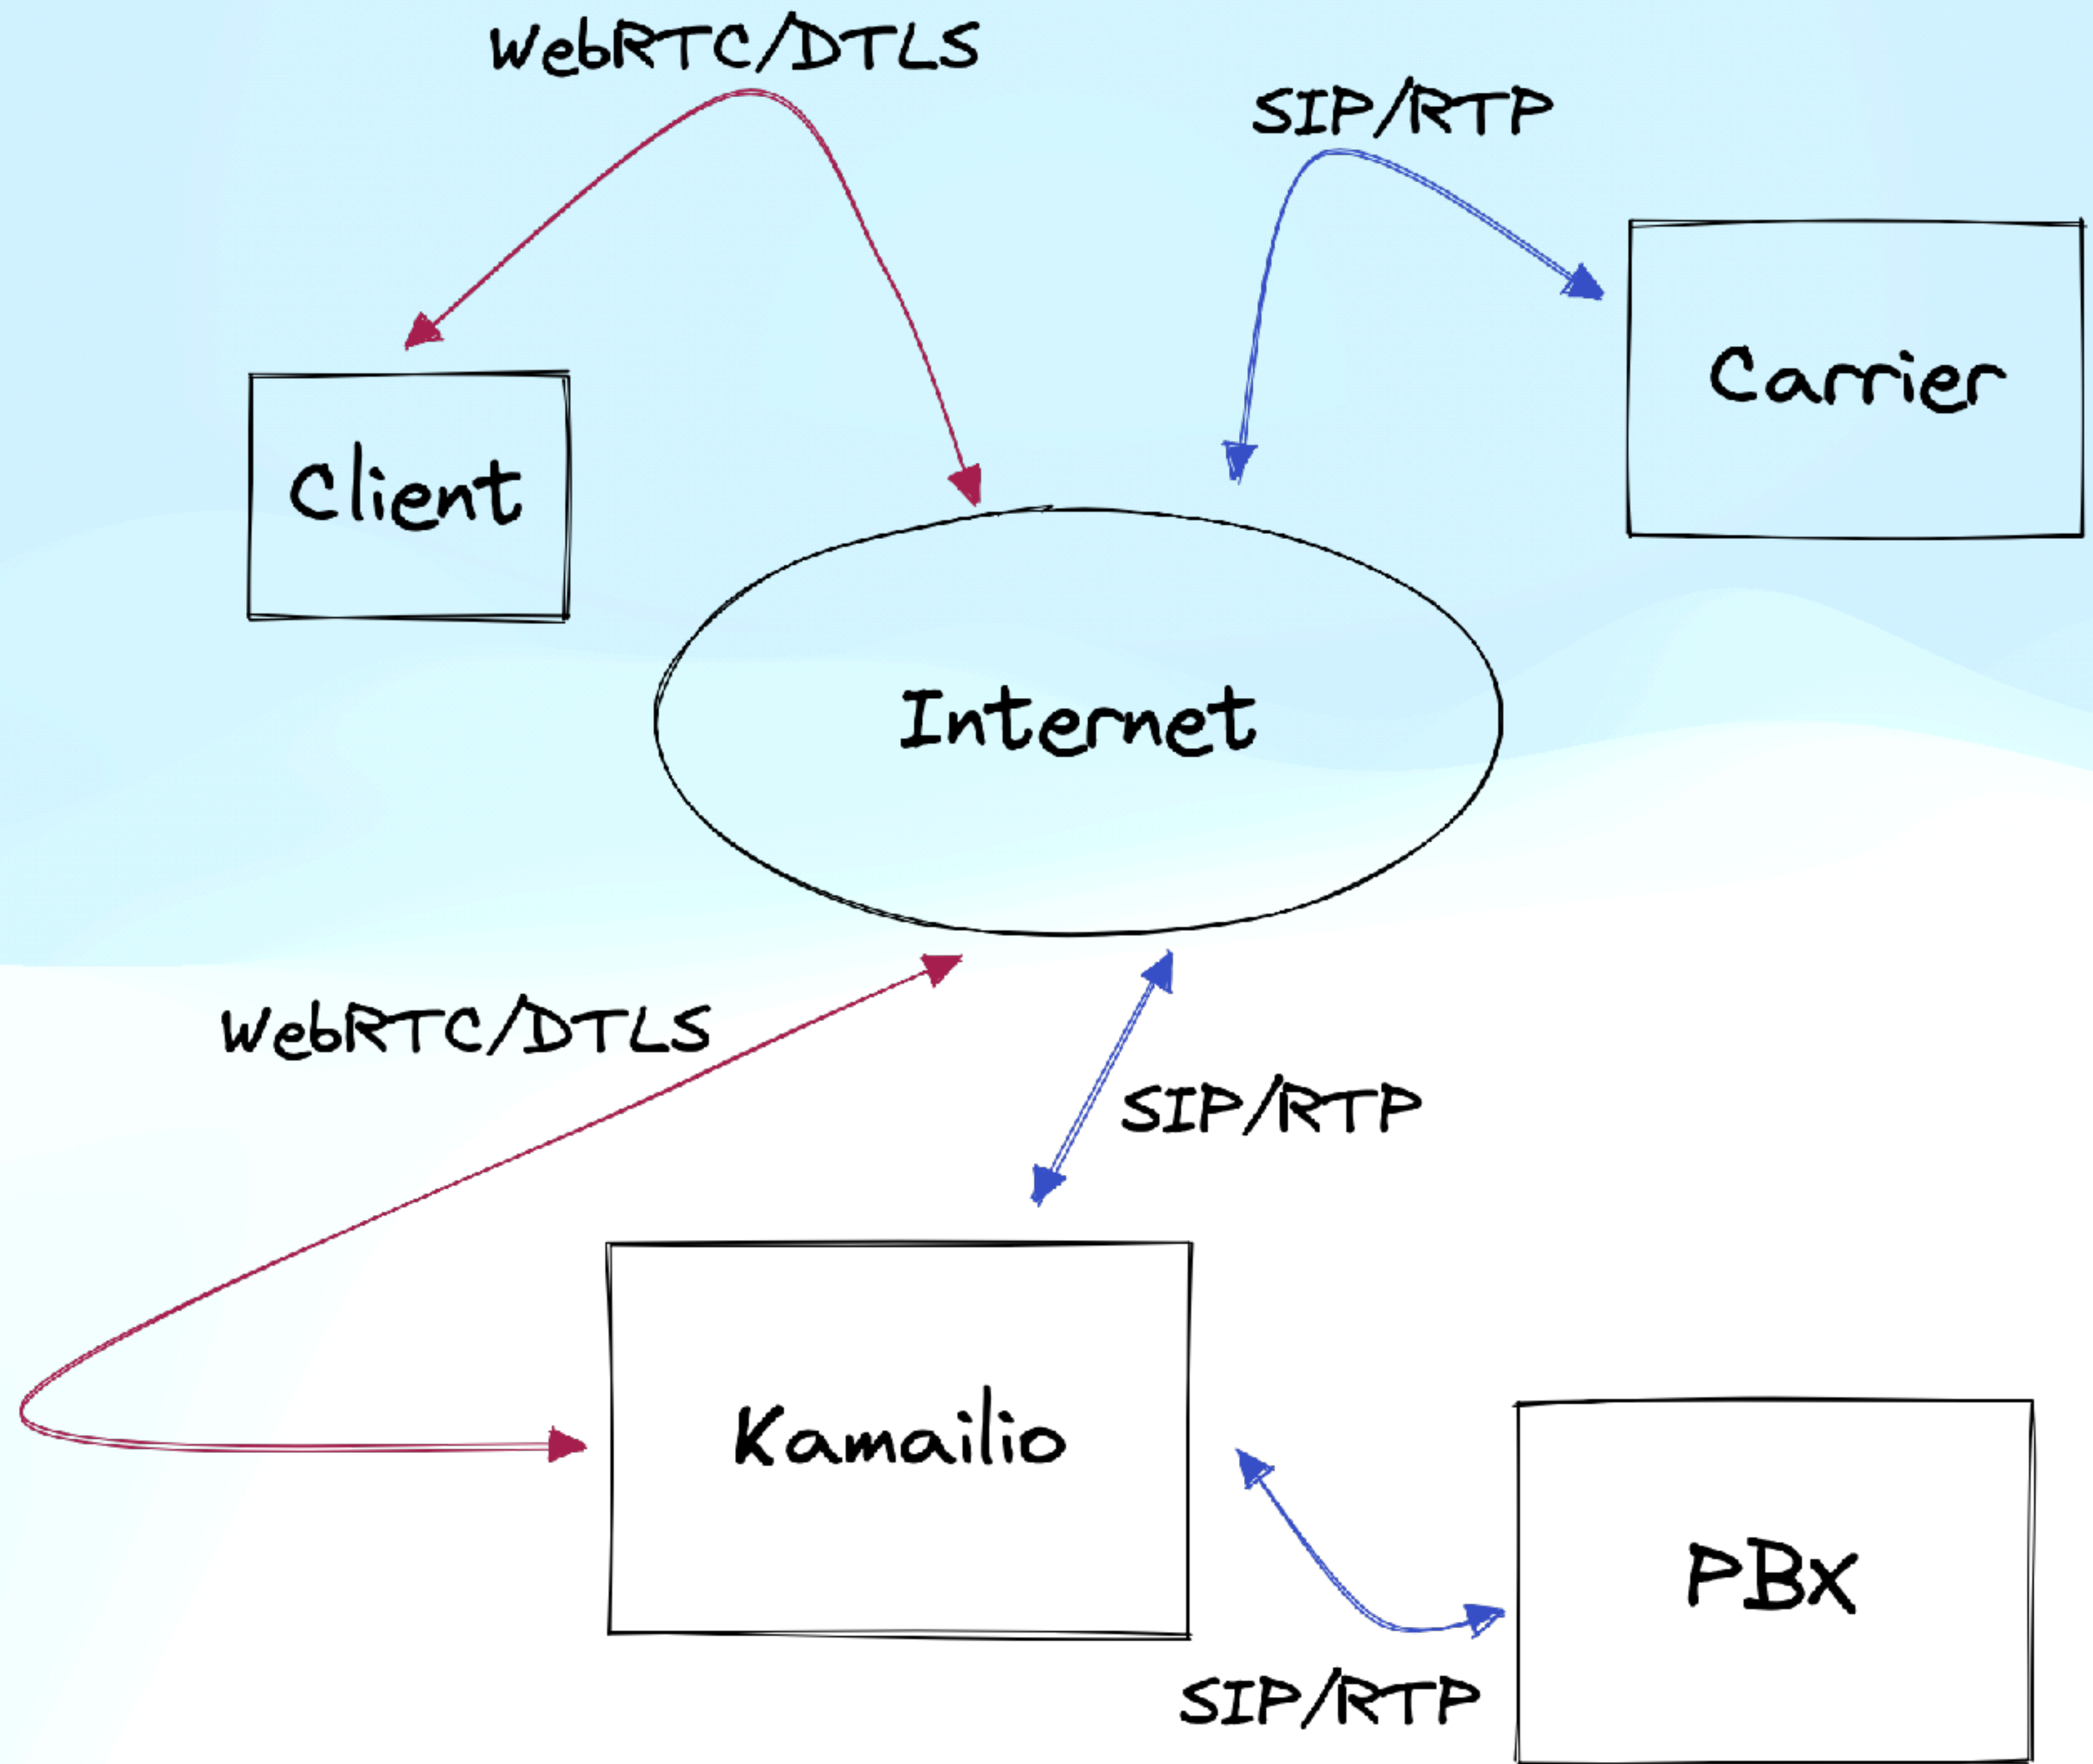 WebRTC/DTLS
SIP/RTP
Carrier
Client
Internet
WebRTC/DTLS
SIP/RTP
Kamailio
PBX
SIP/RTP